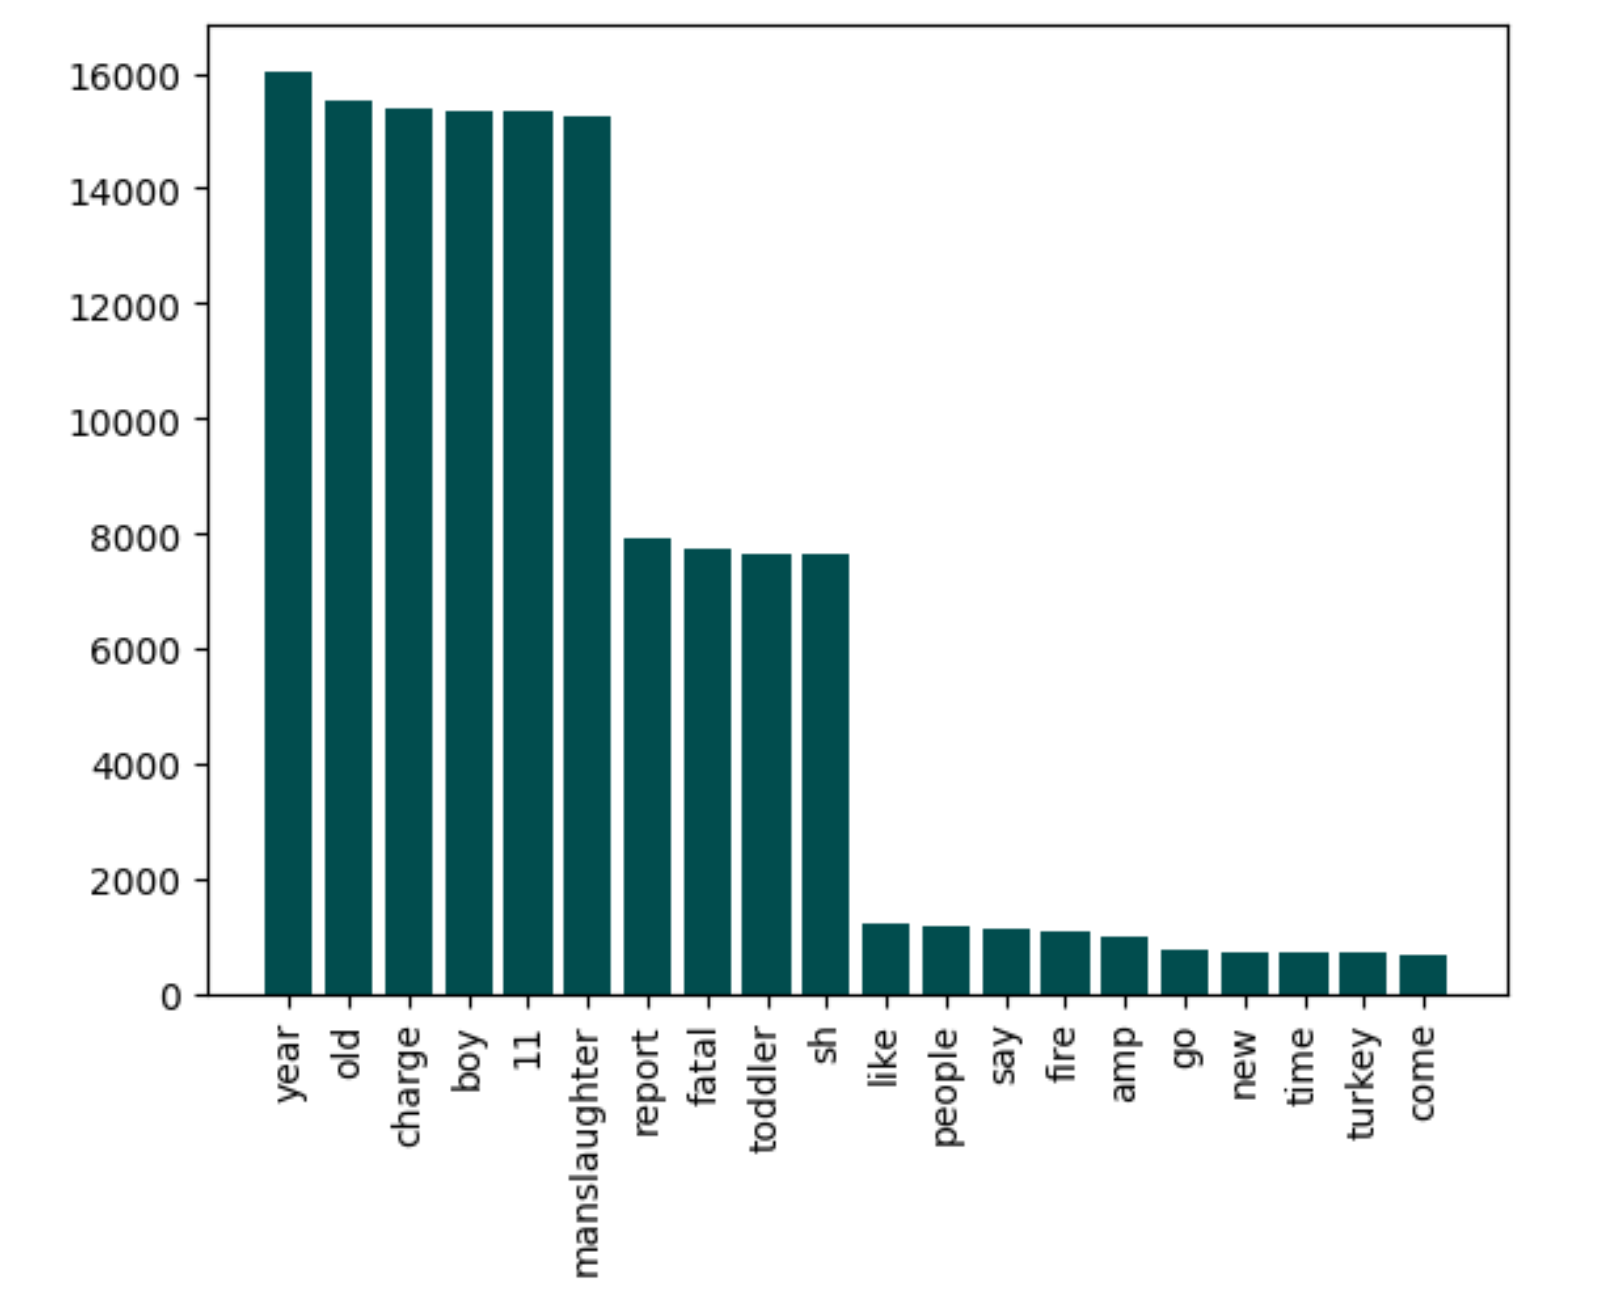 16000
14000
12000
10000
8000
6000
4000
2000
0
year
old
charge
boy
11
manslaughter
report
fatal
toddler
sh
like
people
say
fire
amp
go
new
time
turkey
come